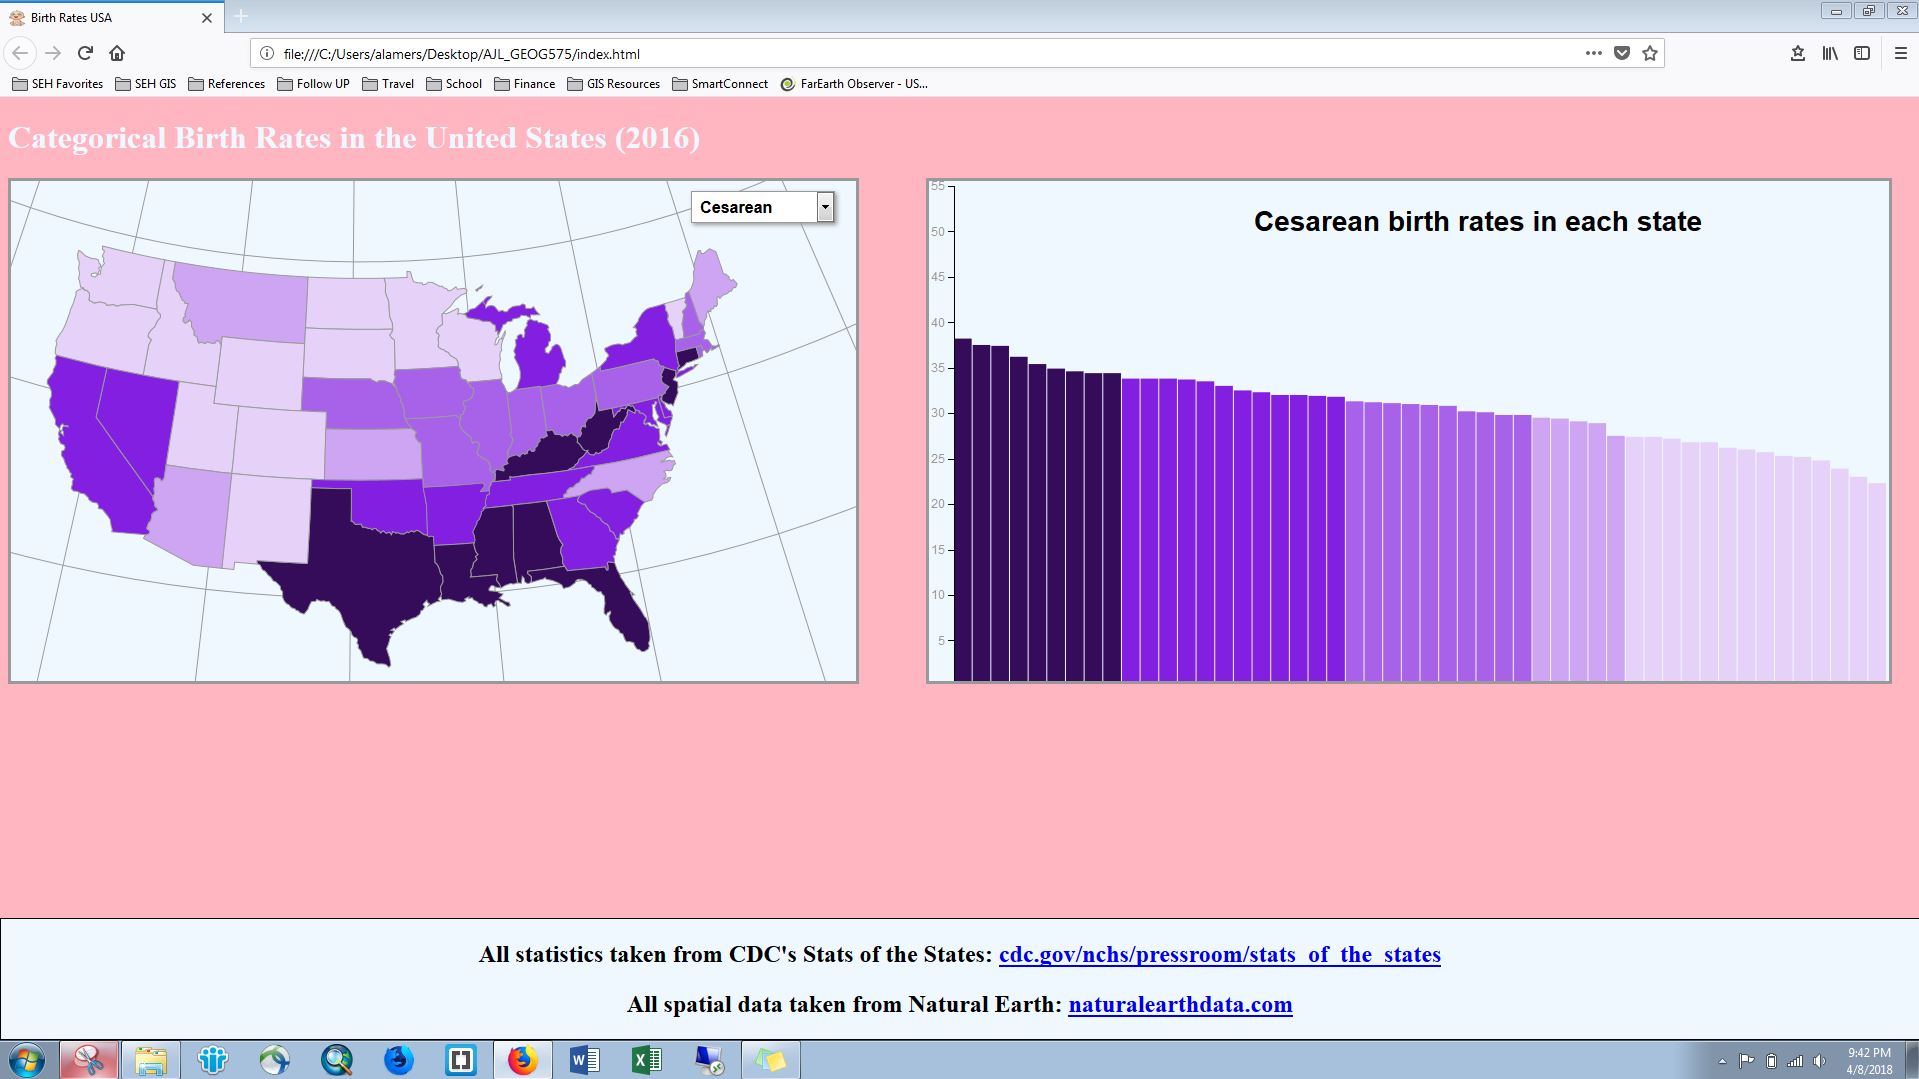 Birth Rates USA
file:///C:/Users/alamers/Desktop/AJL_GEOG575/index.html
SEH Favorites SEH GIS References Follow UP Travel School Finance GIS Resources SmartConnect FarEarth Observer - US...
Categorical Birth Rates in the United States (2016)
Cesarean
Cesarean birth rates in each state
55
50
45
40
35
30
25
20
15
10
5
All statistics taken from CDC's Stats of the States: cdc.gov/nchs/pressroom/stats_of_the_states
All spatial data taken from Natural Earth: naturalearthdata.com
9:42 PM
4/8/2018